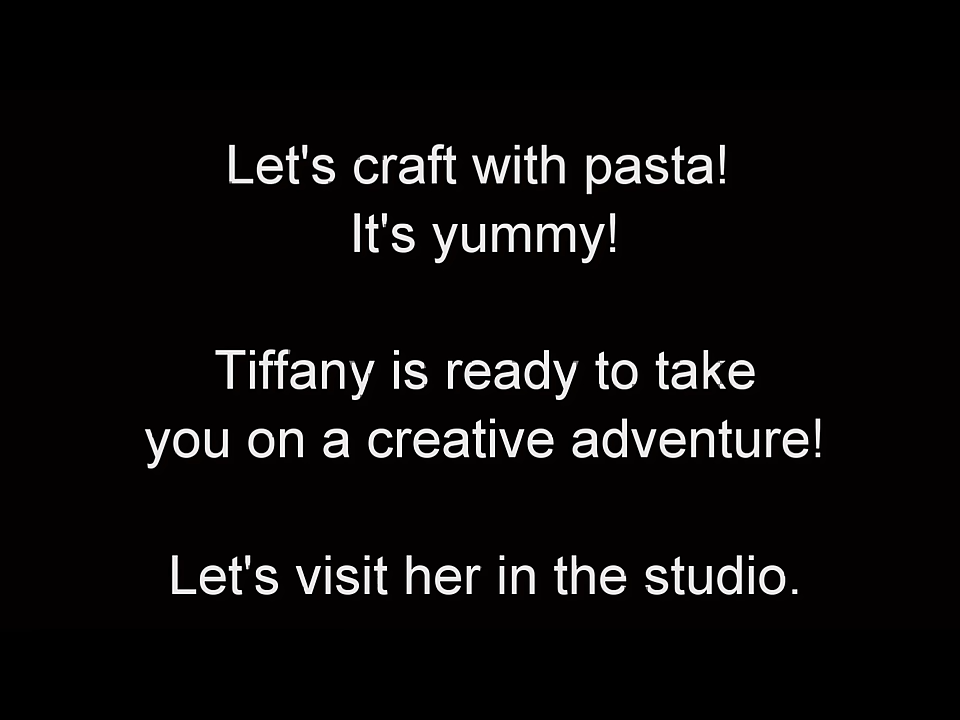 Let's craft with pasta!
It's yummy!
Tiffany is ready to take
you on a creative adventure!
Let's visit her in the studio.